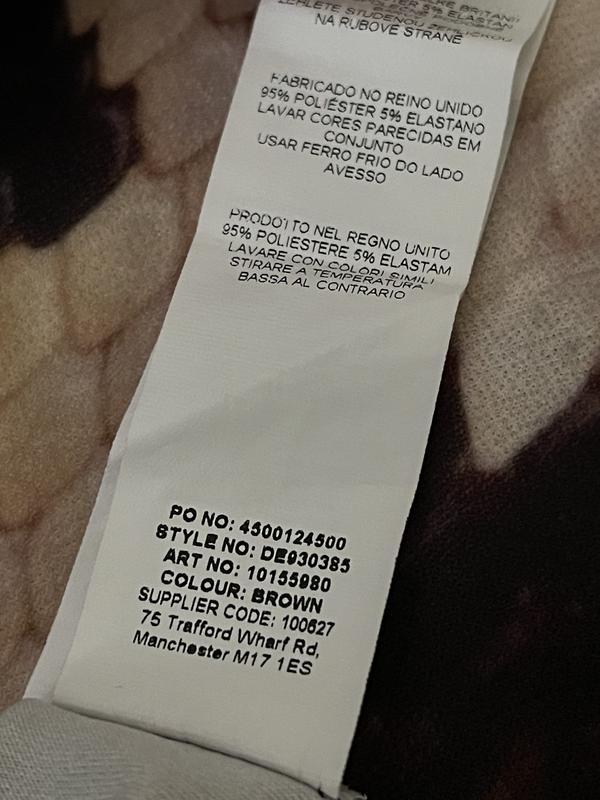 NA RUBOVÉ STRANĚ
FABRICADO NO REINO UNIDO
95% POLIÉSTER 5% ELASTANO
LAVAR CORES PARECIDAS EM
CONJUNTO
USAR FERRO FRIO DO LADO
AVESSO
PRODOTTO NEL REGNO UNITO
95% POLIESTERE 5% ELASTAM
LAVARE CON COLORI SIMILI
STIRARE A TEMPERATURA
BASSA AL CONTRARIO
PO NO: 4500124500
STYLE NO: DE930385
ART NO: 10155980
COLOUR: BROWN
SUPPLIER CODE: 100627
75 Trafford Wharf Rd,
Manchester M17 1ES